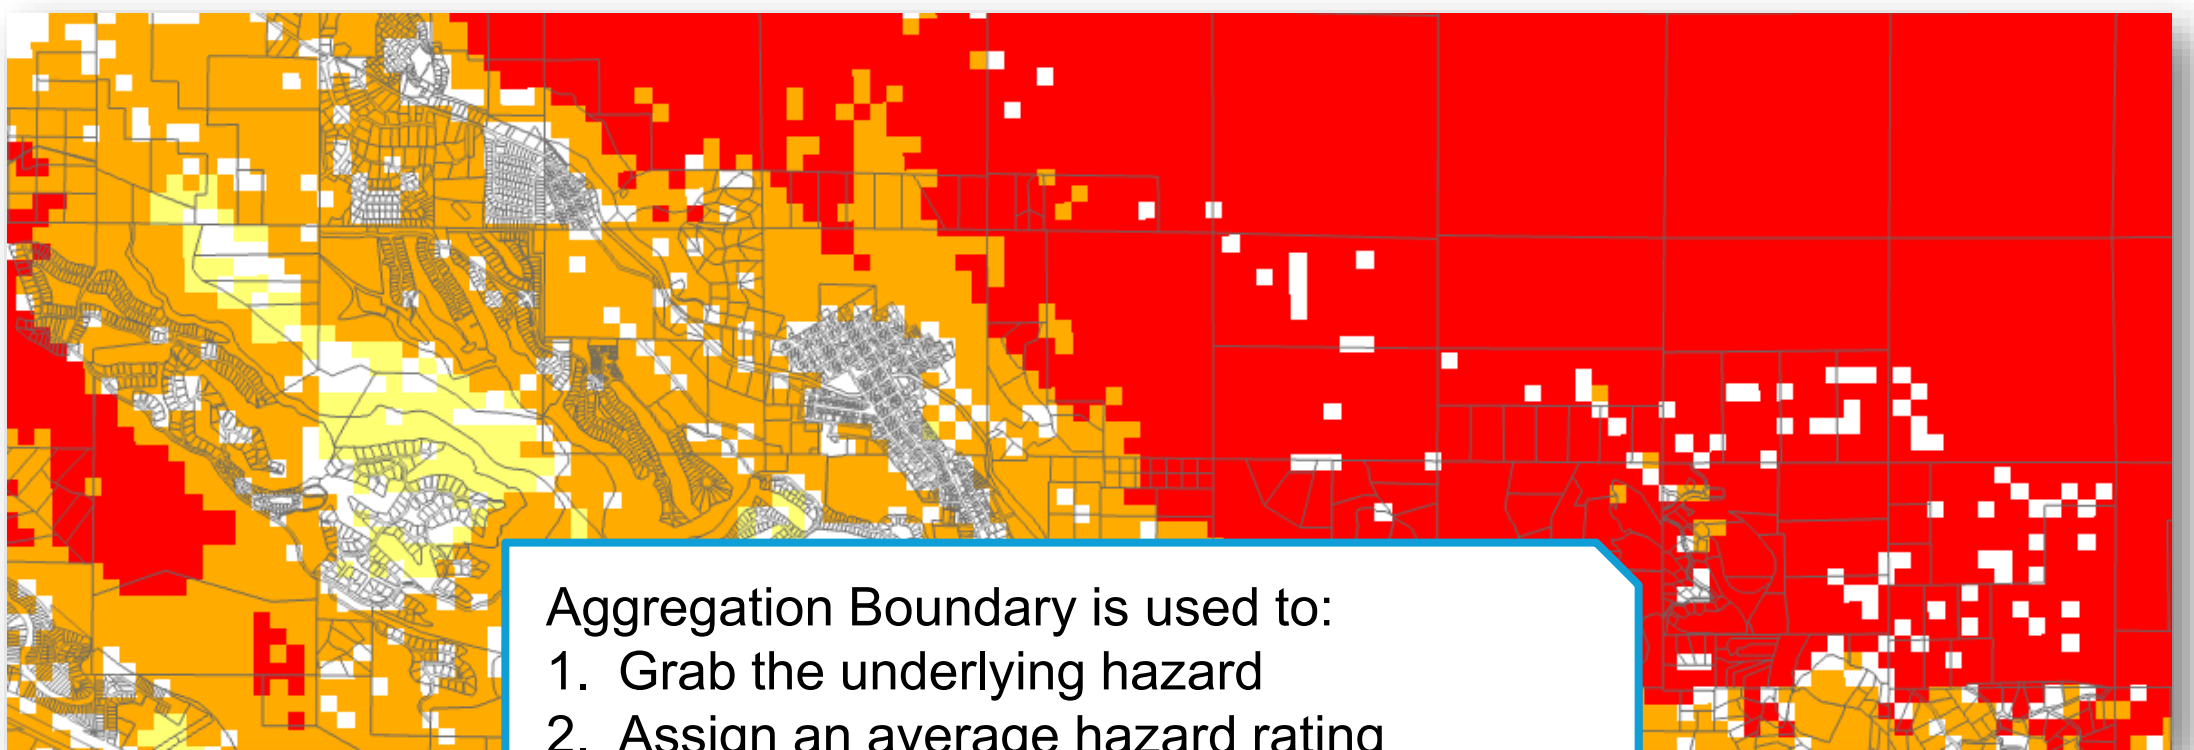 Aggregation Boundary is used to:
1. Grab the underlying hazard
2. Assign an average hazard rating